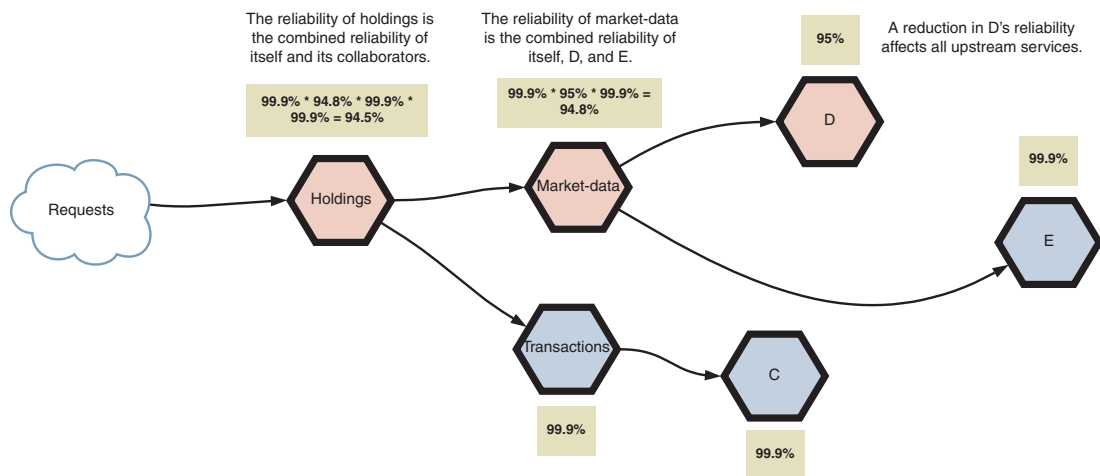 The reliability of holdings is
the combined reliability of
itself and its collaborators.
The reliability of market-data
is the combined reliability of
itself, D, and E.
95%
A reduction in D’s reliability
affects all upstream services.
99.9% * 94.8% * 99.9% *
99.9% = 94.5%
99.9% * 95% * 99.9% =
94.8%
D
99.9%
Requests
Holdings
Market-data
E
Transactions
C
99.9%
99.9%